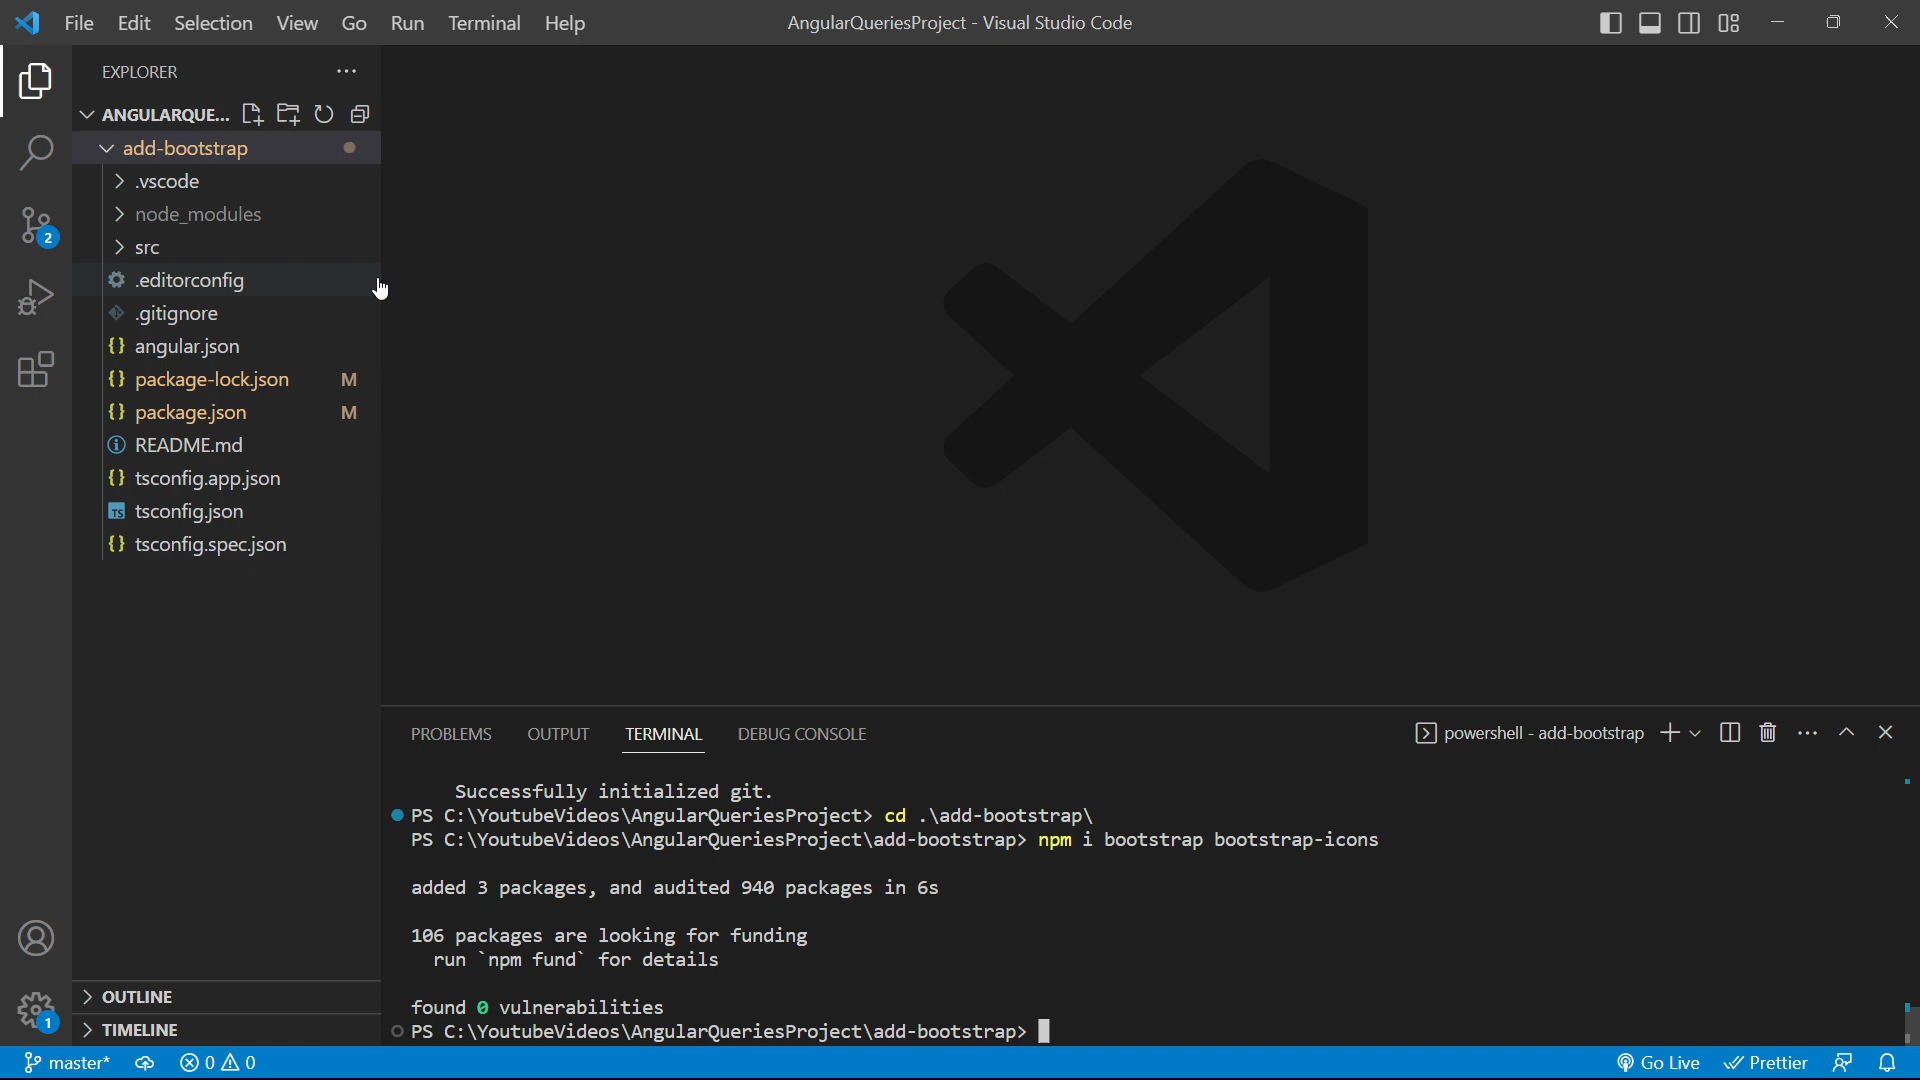 File Edit Selection View Go Run Terminal Help AngularQueriesProject - Visual Studio Code
EXPLORER
ANGULARQUE...
add-bootstrap
.vscode
node_modules
src
.editorconfig
.gitignore
{} angular.json
{} package-lock.json M
{} package.json M
README.md
{} tsconfig.app.json
TS tsconfig.json
{} tsconfig.spec.json
OUTLINE
TIMELINE
2
1
PROBLEMS OUTPUT TERMINAL DEBUG CONSOLE powershell - add-bootstrap
Successfully initialized git.
PS C:\YoutubeVideos\AngularQueriesProject> cd .\add-bootstrap\
PS C:\YoutubeVideos\AngularQueriesProject\add-bootstrap> npm i bootstrap bootstrap-icons
added 3 packages, and audited 940 packages in 6s
106 packages are looking for funding
run `npm fund` for details
found 0 vulnerabilities
PS C:\YoutubeVideos\AngularQueriesProject\add-bootstrap>
master* 0 0 Go Live Prettier